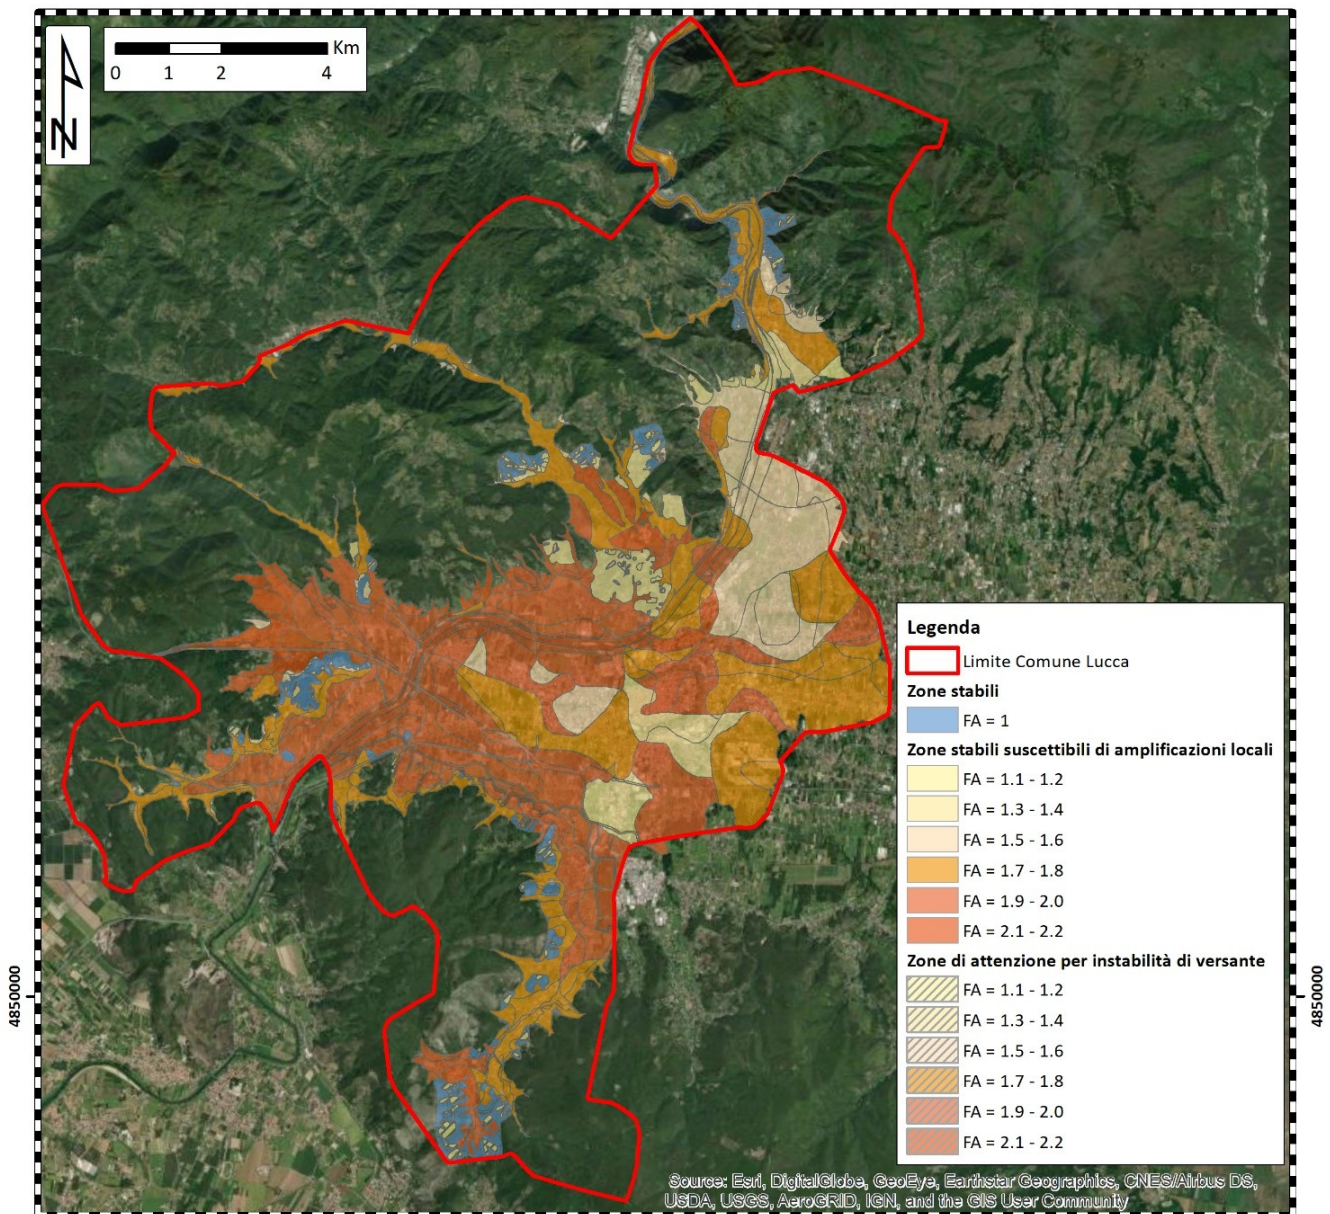 N
Km
0 1 2 4
Legenda
Limite Comune Lucca
Zone stabili
FA = 1
Zone stabili suscettibili di amplificazioni locali
FA = 1.1 - 1.2
FA = 1.3 - 1.4
FA = 1.5 - 1.6
FA = 1.7 - 1.8
FA = 1.9 - 2.0
FA = 2.1 - 2.2
Zone di attenzione per instabilità di versante
FA = 1.1 - 1.2
FA = 1.3 - 1.4
FA = 1.5 - 1.6
FA = 1.7 - 1.8
FA = 1.9 - 2.0
FA = 2.1 - 2.2
4850000
4850000
Source: Esri, DigitalGlobe, GeoEye, Earthstar Geographics, CNES/Airbus DS,
USDA, USGS, AeroGRID, IGN, and the GIS User Community